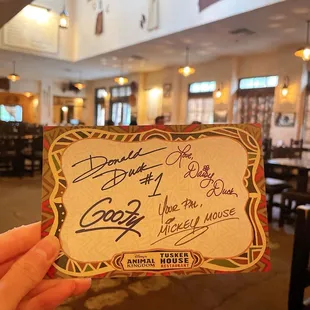 Donald
Duck
#1
Love,
Daisy
Duck
GOOFY
Your Pal,
MICKEY MOUSE
Disney's
ANIMAL
KINGDOM
TUSKER
HOUSE
RESTAURANT